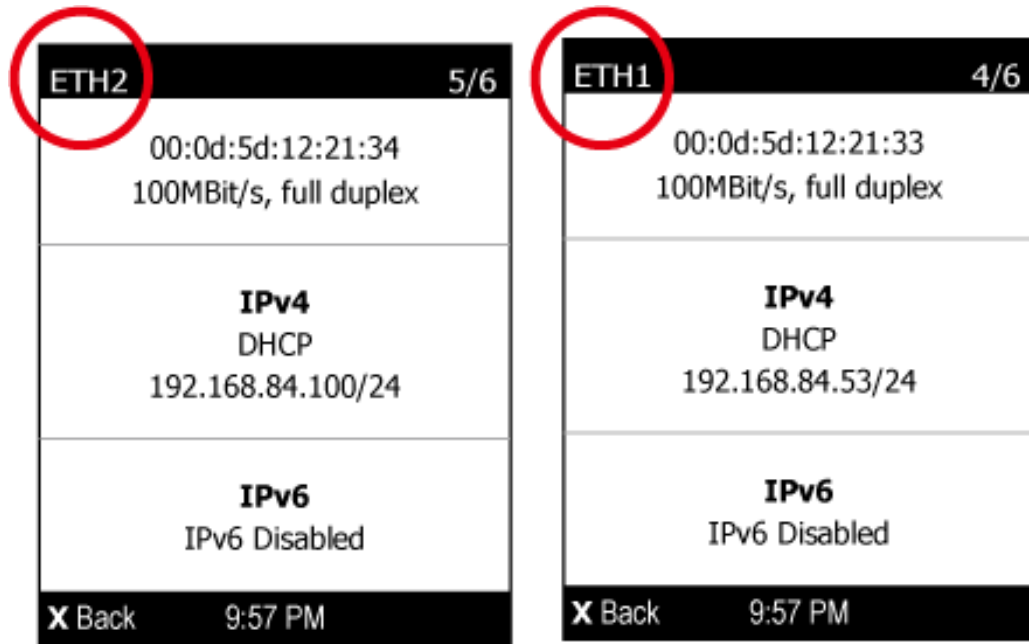 ETH2 5/6
00:0d:5d:12:21:34
100MBit/s, full duplex
IPv4
DHCP
192.168.84.100/24
IPv6
IPv6 Disabled
X Back 9:57 PM
ETH1 4/6
00:0d:5d:12:21:33
100MBit/s, full duplex
IPv4
DHCP
192.168.84.53/24
IPv6
IPv6 Disabled
X Back 9:57 PM